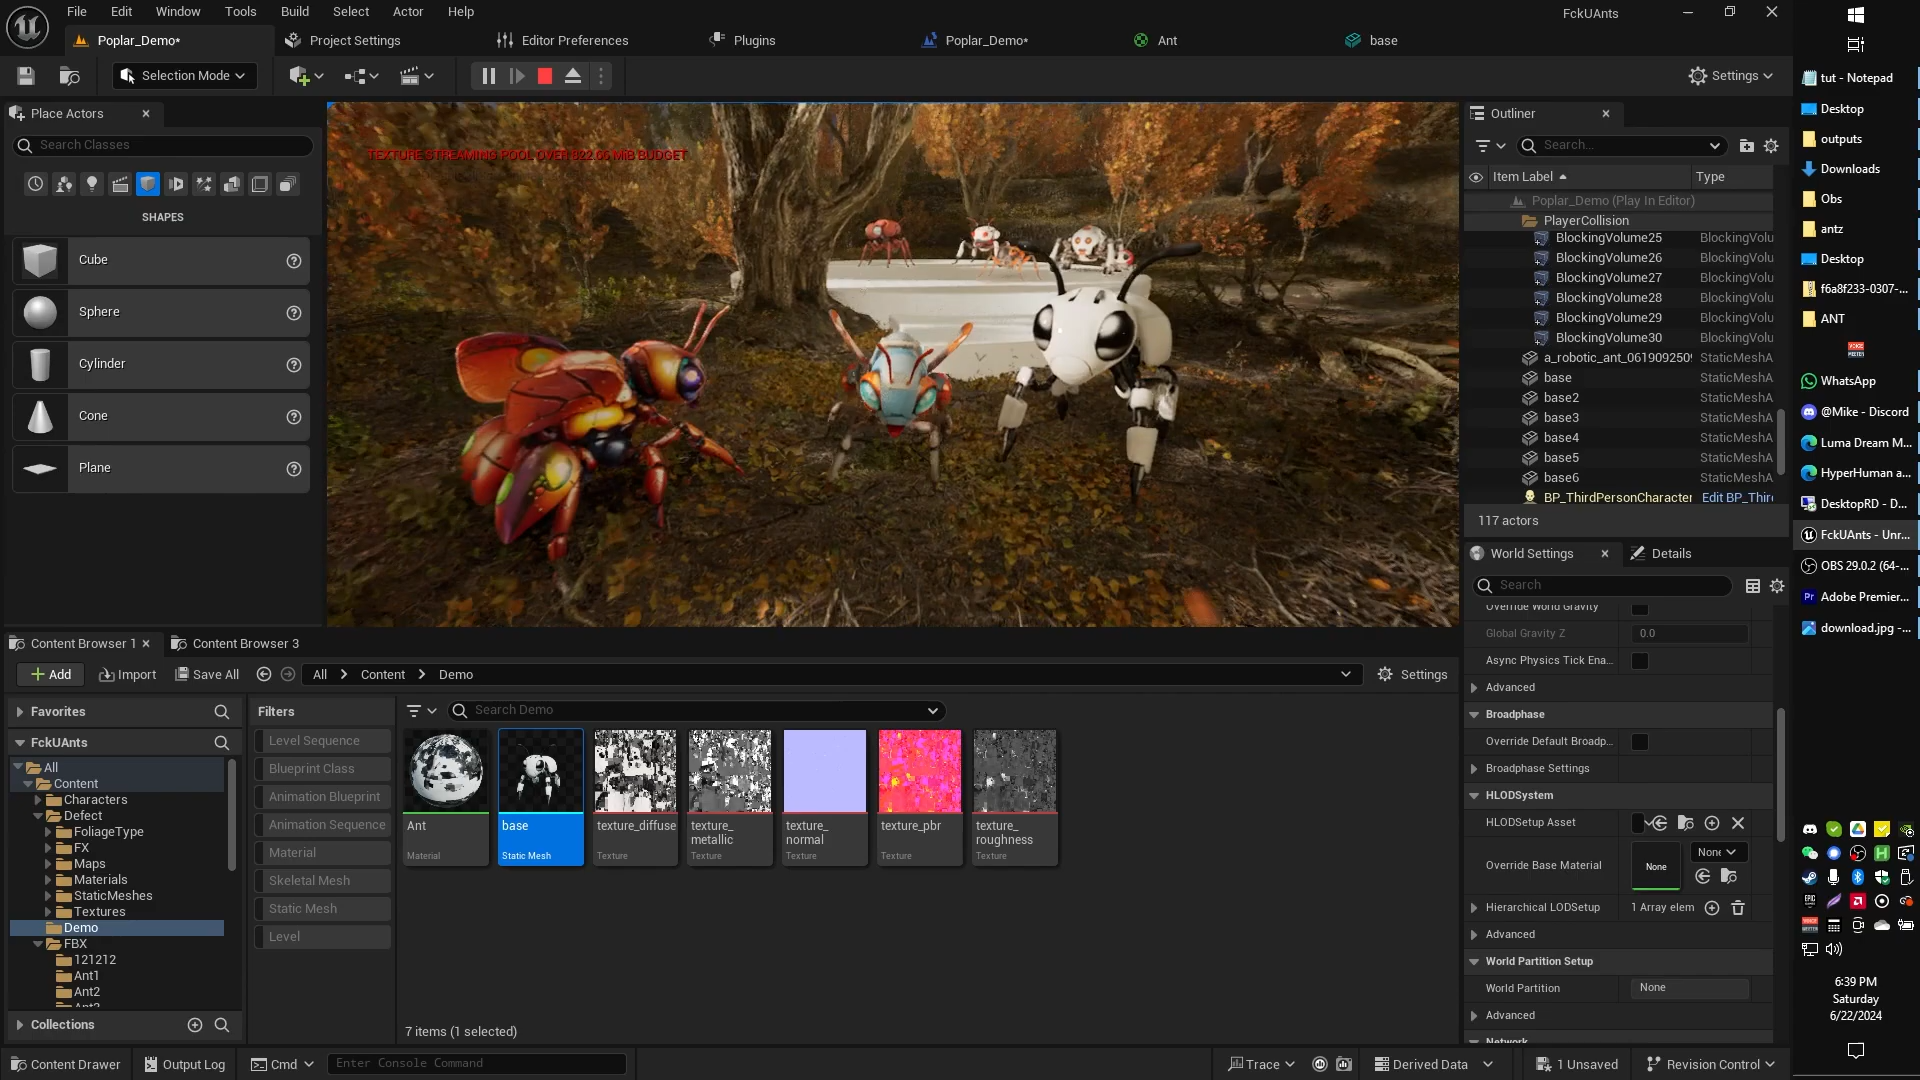 File Edit Window Tools Build Select Actor Help
FckUAnts
Poplar_Demo*
Project Settings
Editor Preferences
Plugins
Poplar_Demo*
Ant
base
Selection Mode
Settings
Place Actors
Search Classes
SHAPES
Cube
Sphere
Cylinder
Cone
Plane
TEXTURE STREAMING POOL OVER 822.66 MiB BUDGET
Outliner
Search...
Item Label Type
Poplar_Demo (Play In Editor)
PlayerCollision
BlockingVolume25 BlockingVolu
BlockingVolume26 BlockingVolu
BlockingVolume27 BlockingVolu
BlockingVolume28 BlockingVolu
BlockingVolume29 BlockingVolu
BlockingVolume30 BlockingVolu
a_robotic_ant_0619092509 StaticMeshA
base StaticMeshA
base2 StaticMeshA
base3 StaticMeshA
base4 StaticMeshA
base5 StaticMeshA
base6 StaticMeshA
BP_ThirdPersonCharacter Edit BP_Thir
117 actors
World Settings
Details
Search
Override World Gravity
Global Gravity Z 0.0
Async Physics Tick Ena...
Advanced
Broadphase
Override Default Broadp...
Broadphase Settings
HLODSystem
HLODSetup Asset
Override Base Material None None
Hierarchical LODSetup 1 Array elem
Advanced
World Partition Setup
World Partition None
Advanced
Network
Content Browser 1
Content Browser 3
Add
Import
Save All
All > Content > Demo
Settings
Favorites
FckUAnts
All
Content
Characters
Defect
FoliageType
FX
Maps
Materials
StaticMeshes
Textures
Demo
FBX
121212
Ant1
Ant2
Ant3
Collections
Filters
Level Sequence
Blueprint Class
Animation Blueprint
Animation Sequence
Material
Skeletal Mesh
Static Mesh
Level
Search Demo
Ant
Material
base
Static Mesh
texture_diffuse
Texture
texture_
metallic
Texture
texture_
normal
Texture
texture_pbr
Texture
texture_
roughness
Texture
7 items (1 selected)
Content Drawer
Output Log
Cmd
Enter Console Command
Trace
Derived Data
1 Unsaved
Revision Control
tut - Notepad
Desktop
outputs
Downloads
Obs
antz
Desktop
f6a8f233-0307-...
ANT
WhatsApp
@Mike - Discord
Luma Dream M...
HyperHuman a...
DesktopRD - D...
FckUAnts - Unr...
OBS 29.0.2 (64-...
Adobe Premier...
download.jpg -...
6:39 PM
Saturday
6/22/2024